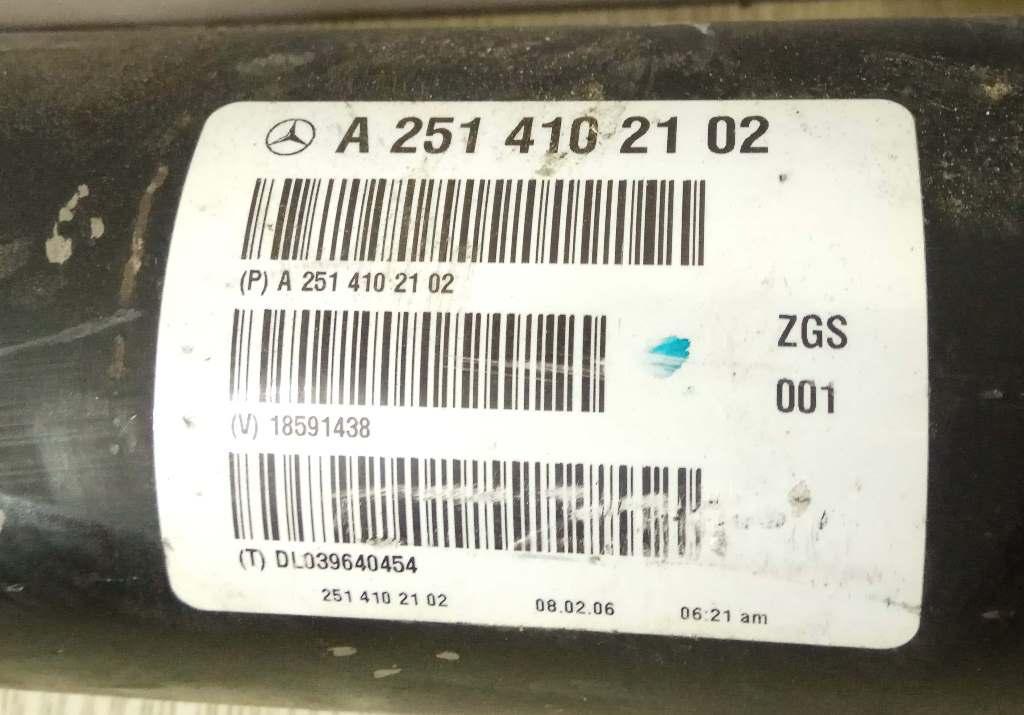 A 251 410 21 02
(P) A 251 410 21 02
ZGS
001
(V) 18591438
(T) DL039640454
251 410 21 02 08.02.06 06:21 am